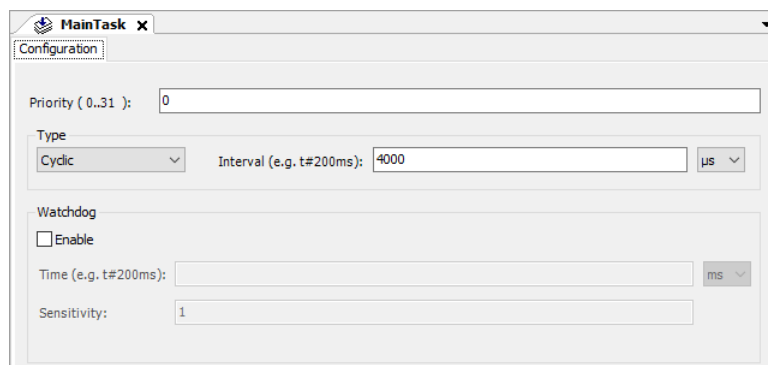 MainTask
Configuration
Priority ( 0..31 ): 0
Type
Cyclic Interval (e.g. t#200ms): 4000 µs
Watchdog
Enable
Time (e.g. t#200ms): ms
Sensitivity: 1